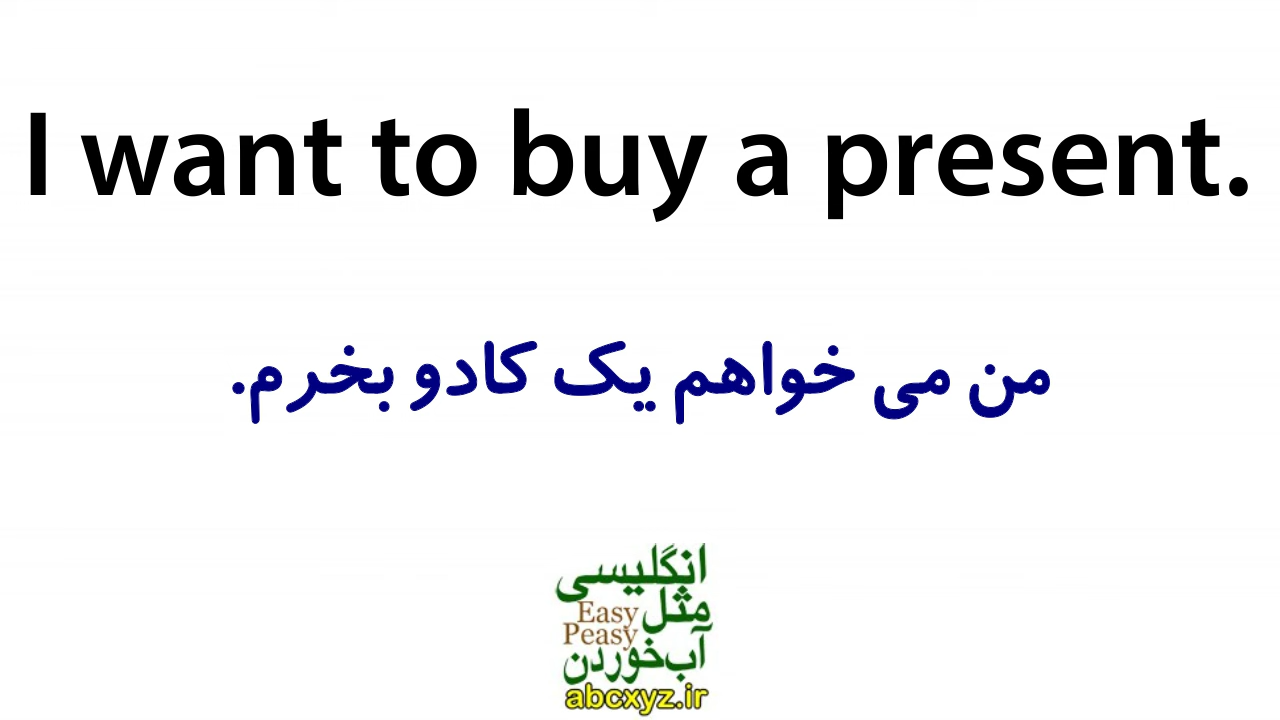 I want to buy a present.
من می خواهم یک کادو بخرم.
انگلیسی
مثل
Easy
Peasy
آب‌خوردن
abcxyz.ir